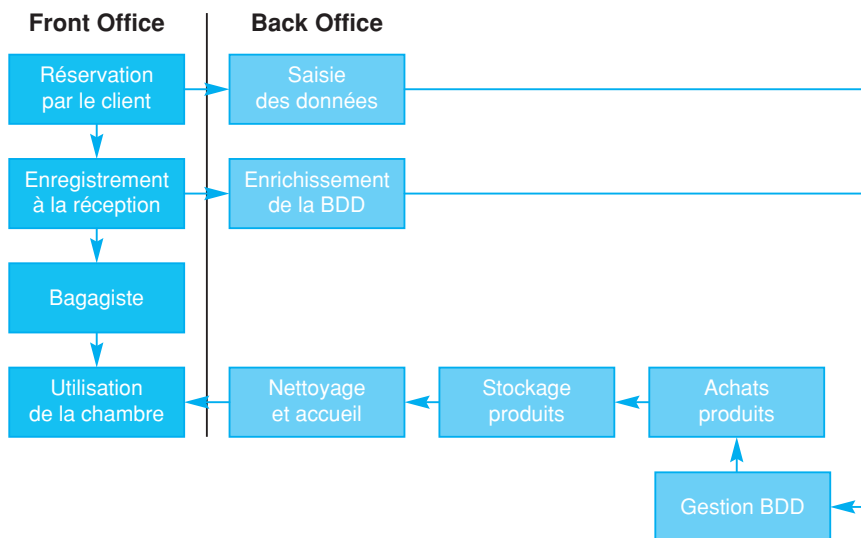 Front Office
Back Office
Réservation
par le client
Saisie
des données
Enregistrement
à la réception
Enrichissement
de la BDD
Bagagiste
Utilisation
de la chambre
Nettoyage
et accueil
Stockage
produits
Achats
produits
Gestion BDD